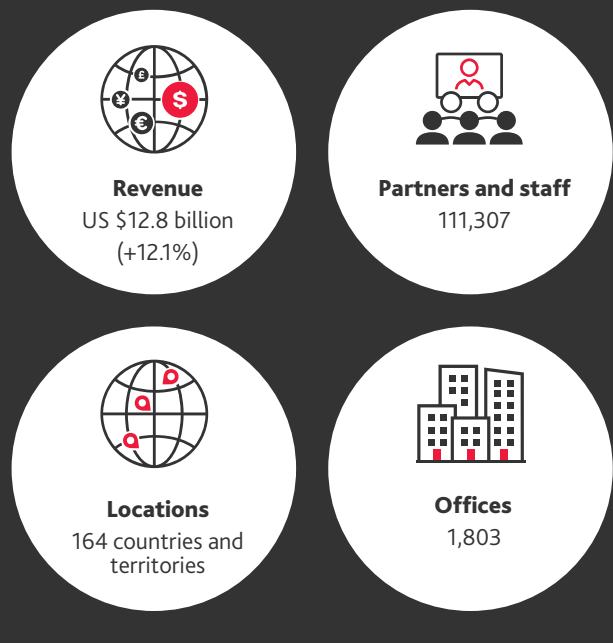 £
¥
$
€
Revenue
US $12.8 billion
(+12.1%)
Partners and staff
111,307
Locations
164 countries and
territories
Offices
1,803